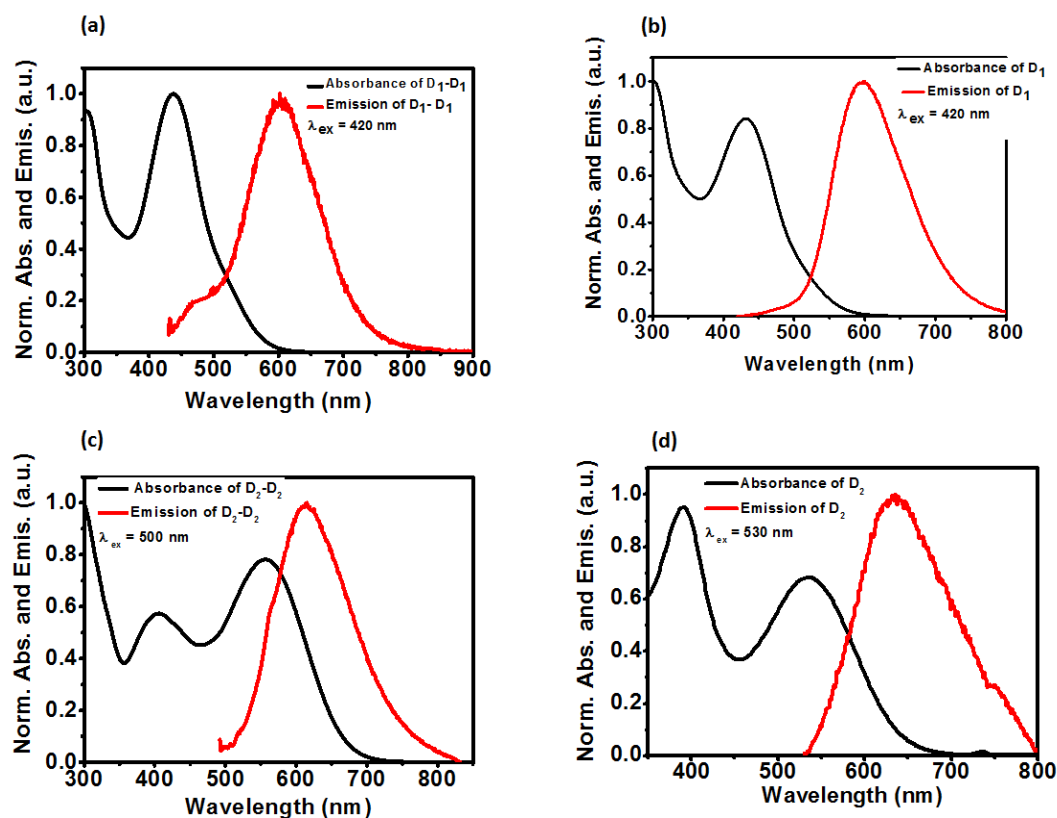 (a)
Absorbance of D1-D1
Emission of D1- D1
λex = 420 nm
Norm. Abs. and Emis. (a.u.)
1.0
0.8
0.6
0.4
0.2
0.0
300 400 500 600 700 800 900
Wavelength (nm)
(b)
Absorbance of D1
Emission of D1
λex = 420 nm
Norm. Abs. and Emis. (a.u.)
1.0
0.8
0.6
0.4
0.2
0.0
300 400 500 600 700 800
Wavelength (nm)
(c)
Absorbance of D2-D2
Emission of D2-D2
λex = 500 nm
Norm. Abs. and Emis. (a.u.)
1.0
0.8
0.6
0.4
0.2
0.0
300 400 500 600 700 800
Wavelength (nm)
(d)
Absorbance of D2
Emission of D2
λex = 530 nm
Norm. Abs. and Emis. (a.u.)
1.0
0.8
0.6
0.4
0.2
0.0
400 500 600 700 800
Wavelength (nm)